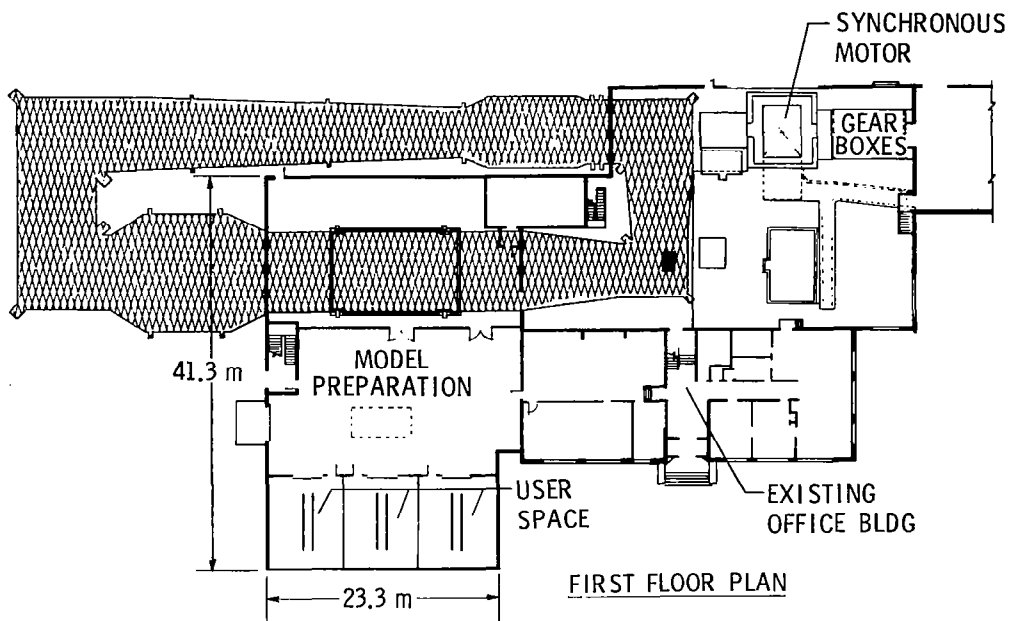 SYNCHRONOUS
MOTOR
GEAR
BOXES
MODEL
PREPARATION
41.3 m
USER
SPACE
EXISTING
OFFICE BLDG
23.3 m
FIRST FLOOR PLAN